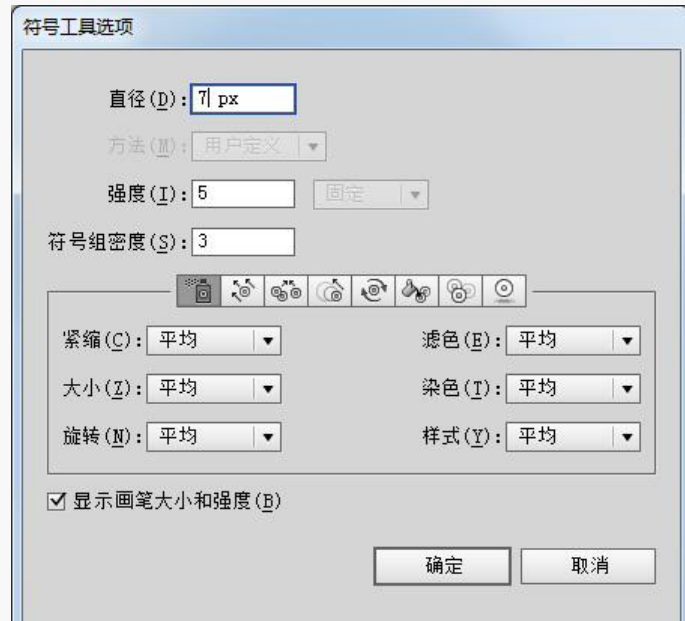 符号工具选项
直径(D): 7 px
方法(M): 用户定义
强度(I): 5 固定
符号组密度(S): 3
紧缩(C): 平均 滤色(E): 平均
大小(Z): 平均 染色(T): 平均
旋转(N): 平均 样式(Y): 平均
显示画笔大小和强度(B)
确定 取消